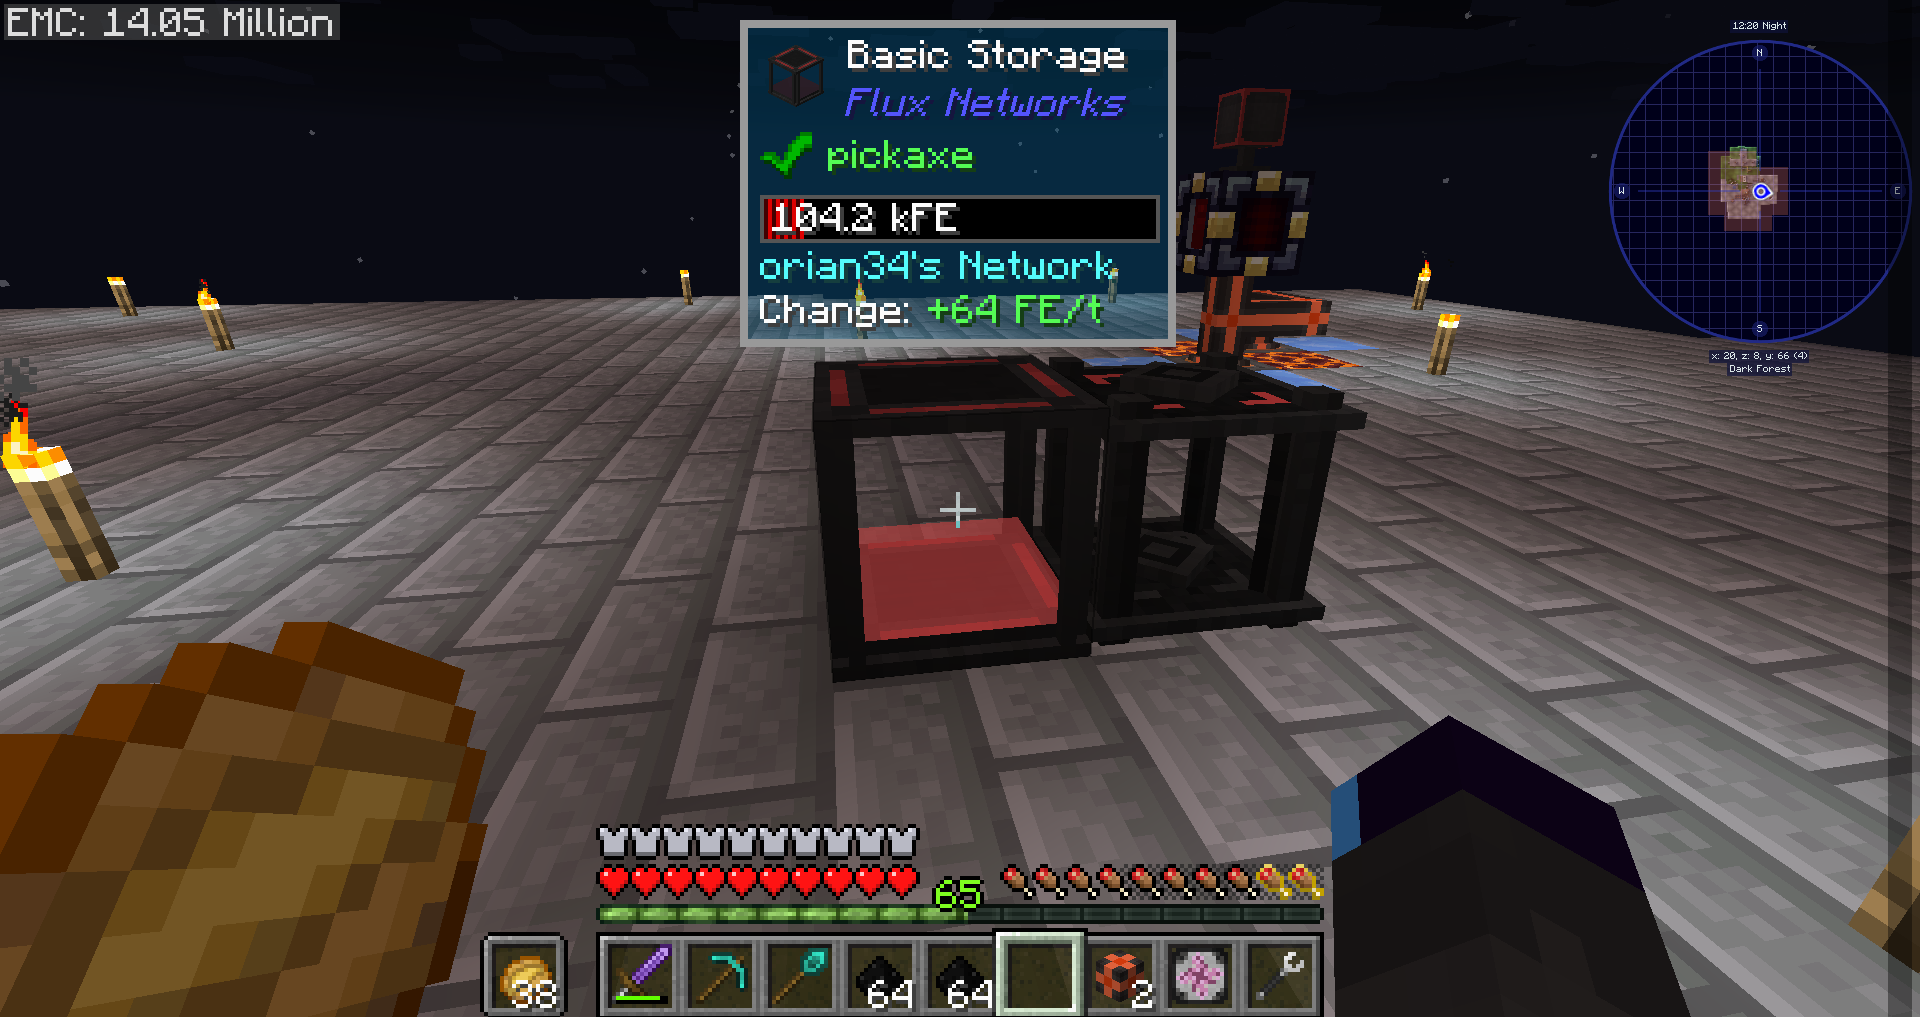 EMC: 14.05 Million
Basic Storage
Flux Networks
pickaxe
104.2 kFE
orian34's Network
Change: +64 FE/t
12:20 Night
N
W
E
S
x: 20, z: 8, y: 66 (4)
Dark Forest
65
38
64
64
2